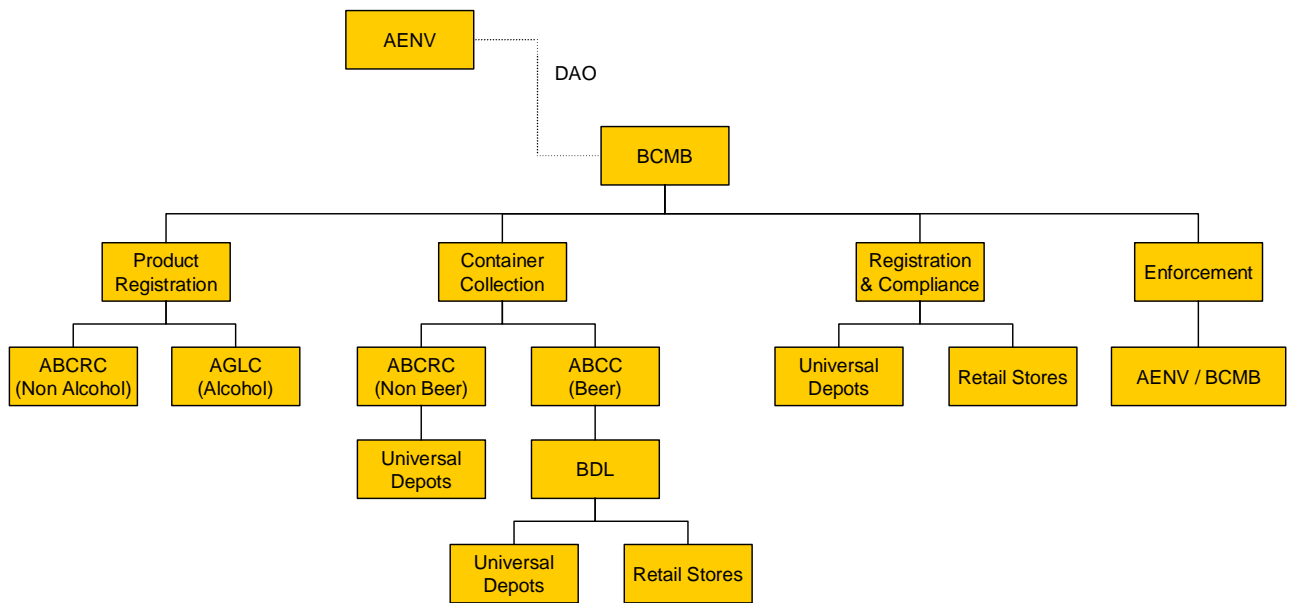 AENV
DAO
BCMB
Product
Registration
Container
Collection
Registration
& Compliance
Enforcement
ABCRC
(Non Alcohol)
AGLC
(Alcohol)
ABCRC
(Non Beer)
ABCC
(Beer)
Universal
Depots
Retail Stores
AENV / BCMB
Universal
Depots
BDL
Universal
Depots
Retail Stores